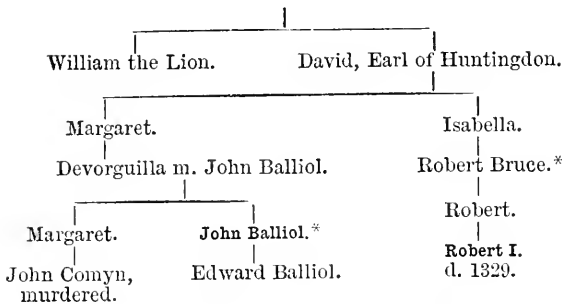 William the Lion. David, Earl of Huntingdon.
Margaret. Isabella.
Devorguilla m. John Balliol. Robert Bruce.*
Margaret. John Balliol.* Robert.
John Comyn, Edward Balliol. Robert I.
murdered. d. 1329.